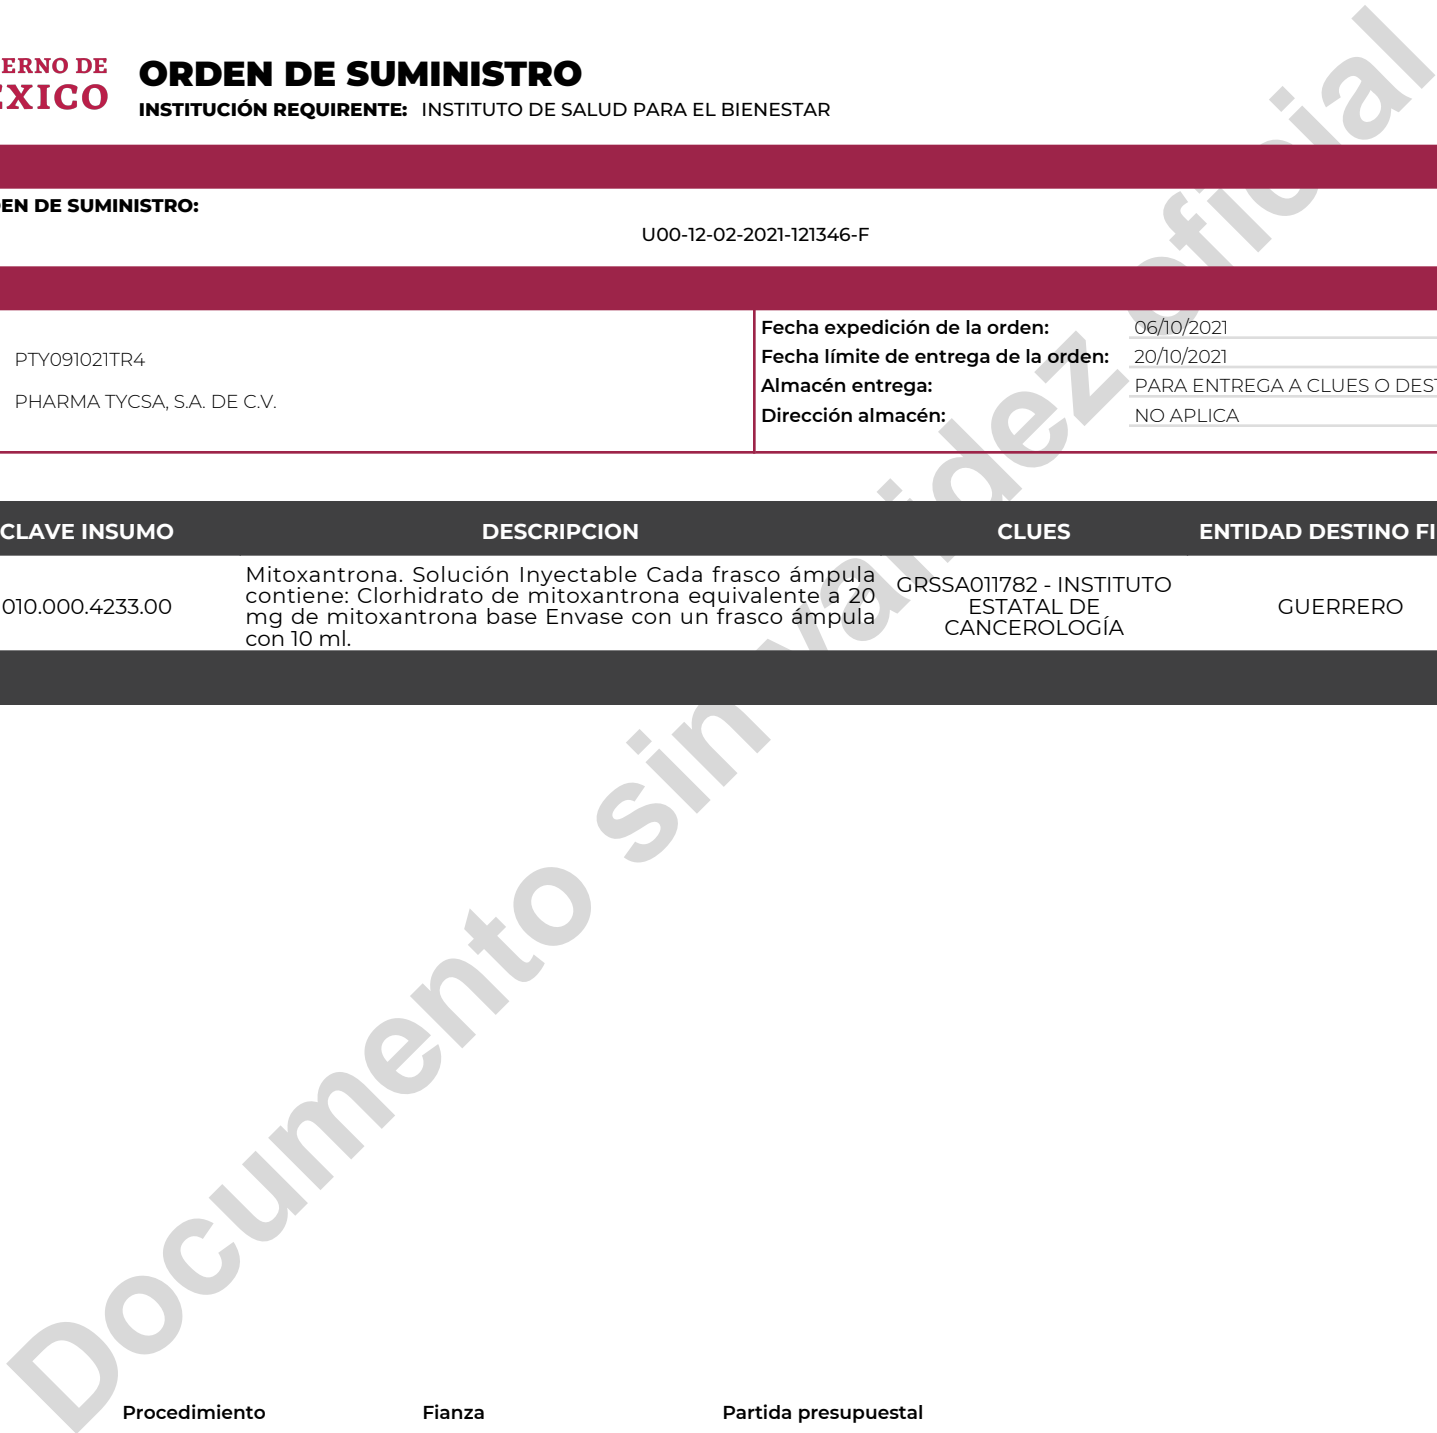 ERNO DE
ÉXICO
ORDEN DE SUMINISTRO
INSTITUCIÓN REQUIRENTE: INSTITUTO DE SALUD PARA EL BIENESTAR
EN DE SUMINISTRO:
U00-12-02-2021-121346-F
PTY091021TR4
PHARMA TYCSA, S.A. DE C.V.
Fecha expedición de la orden: 06/10/2021
Fecha límite de entrega de la orden: 20/10/2021
Almacén entrega: PARA ENTREGA A CLUES O DEST
Dirección almacén: NO APLICA
CLAVE INSUMO DESCRIPCION CLUES ENTIDAD DESTINO FI
010.000.4233.00
Mitoxantrona. Solución Inyectable Cada frasco ámpula
contiene: Clorhidrato de mitoxantrona equivalente a 20
mg de mitoxantrona base Envase con un frasco ámpula
con 10 ml.
GRSSA011782 - INSTITUTO
ESTATAL DE
CANCEROLOGÍA
GUERRERO
Documento sin validez oficial
Procedimiento Fianza Partida presupuestal